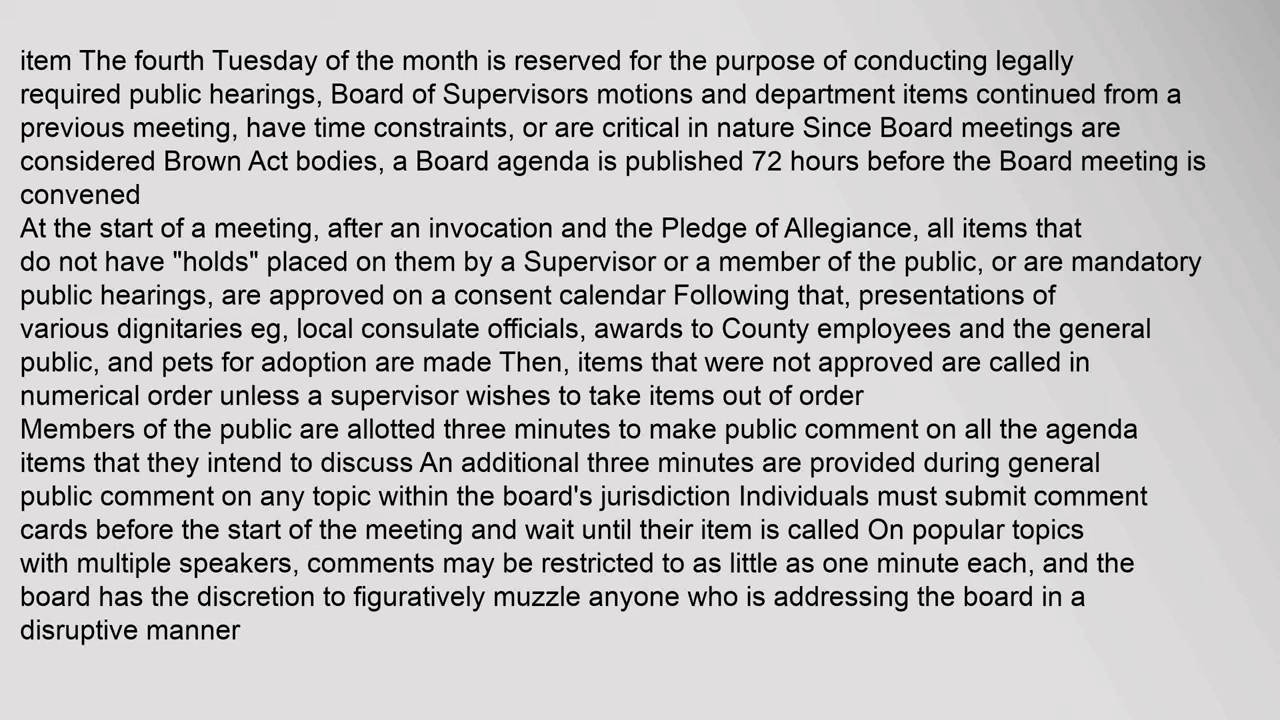 item The fourth Tuesday of the month is reserved for the purpose of conducting legally
required public hearings, Board of Supervisors motions and department items continued from a
previous meeting, have time constraints, or are critical in nature Since Board meetings are
considered Brown Act bodies, a Board agenda is published 72 hours before the Board meeting is
convened
At the start of a meeting, after an invocation and the Pledge of Allegiance, all items that
do not have "holds" placed on them by a Supervisor or a member of the public, or are mandatory
public hearings, are approved on a consent calendar Following that, presentations of
various dignitaries eg, local consulate officials, awards to County employees and the general
public, and pets for adoption are made Then, items that were not approved are called in
numerical order unless a supervisor wishes to take items out of order
Members of the public are allotted three minutes to make public comment on all the agenda
items that they intend to discuss An additional three minutes are provided during general
public comment on any topic within the board's jurisdiction Individuals must submit comment
cards before the start of the meeting and wait until their item is called On popular topics
with multiple speakers, comments may be restricted to as little as one minute each, and the
board has the discretion to figuratively muzzle anyone who is addressing the board in a
disruptive manner